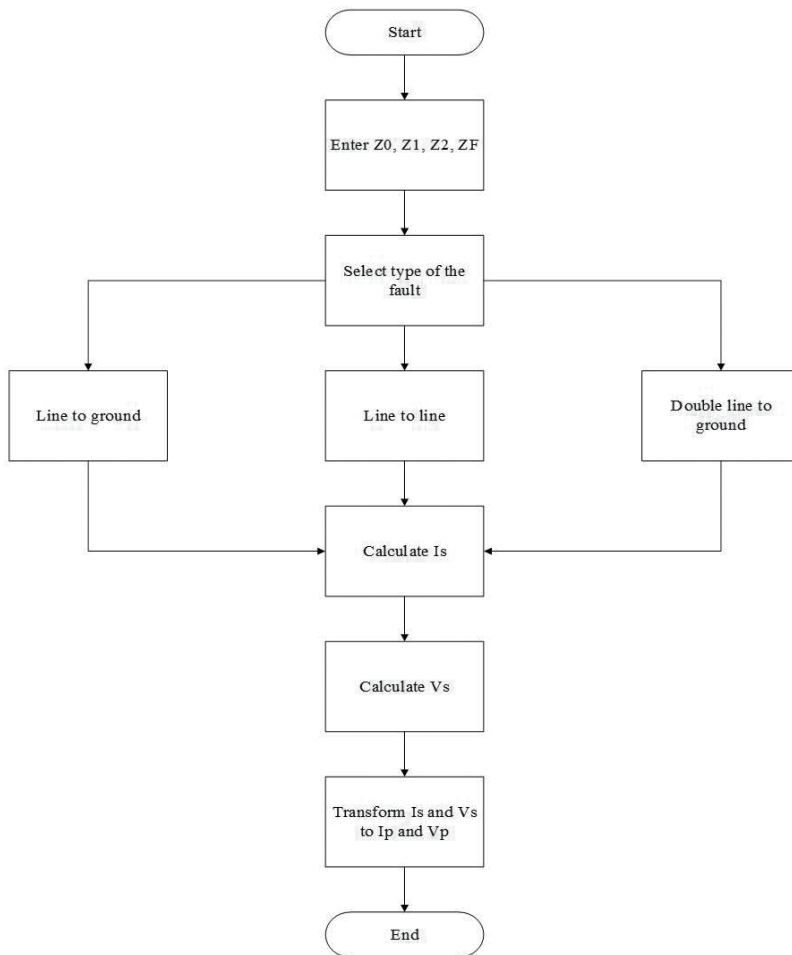 Start
Enter Z0, Z1, Z2, ZF
Select type of the
fault
Line to ground
Line to line
Double line to
ground
Calculate Is
Calculate Vs
Transform Is and Vs
to Ip and Vp
End